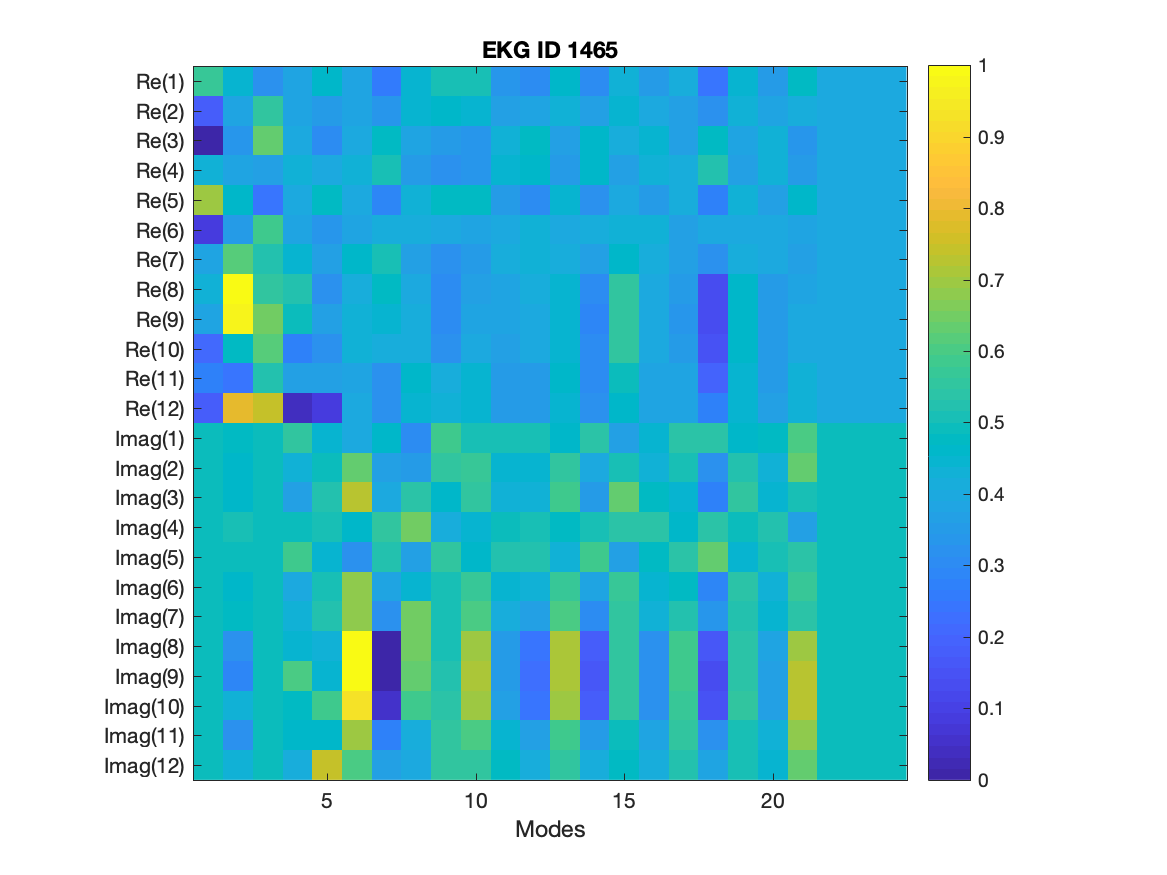 EKG ID 1465
Re(1)
Re(2)
Re(3)
Re(4)
Re(5)
Re(6)
Re(7)
Re(8)
Re(9)
Re(10)
Re(11)
Re(12)
Imag(1)
Imag(2)
Imag(3)
Imag(4)
Imag(5)
Imag(6)
Imag(7)
Imag(8)
Imag(9)
Imag(10)
Imag(11)
Imag(12)
5 10 15 20
Modes
1
0.9
0.8
0.7
0.6
0.5
0.4
0.3
0.2
0.1
0